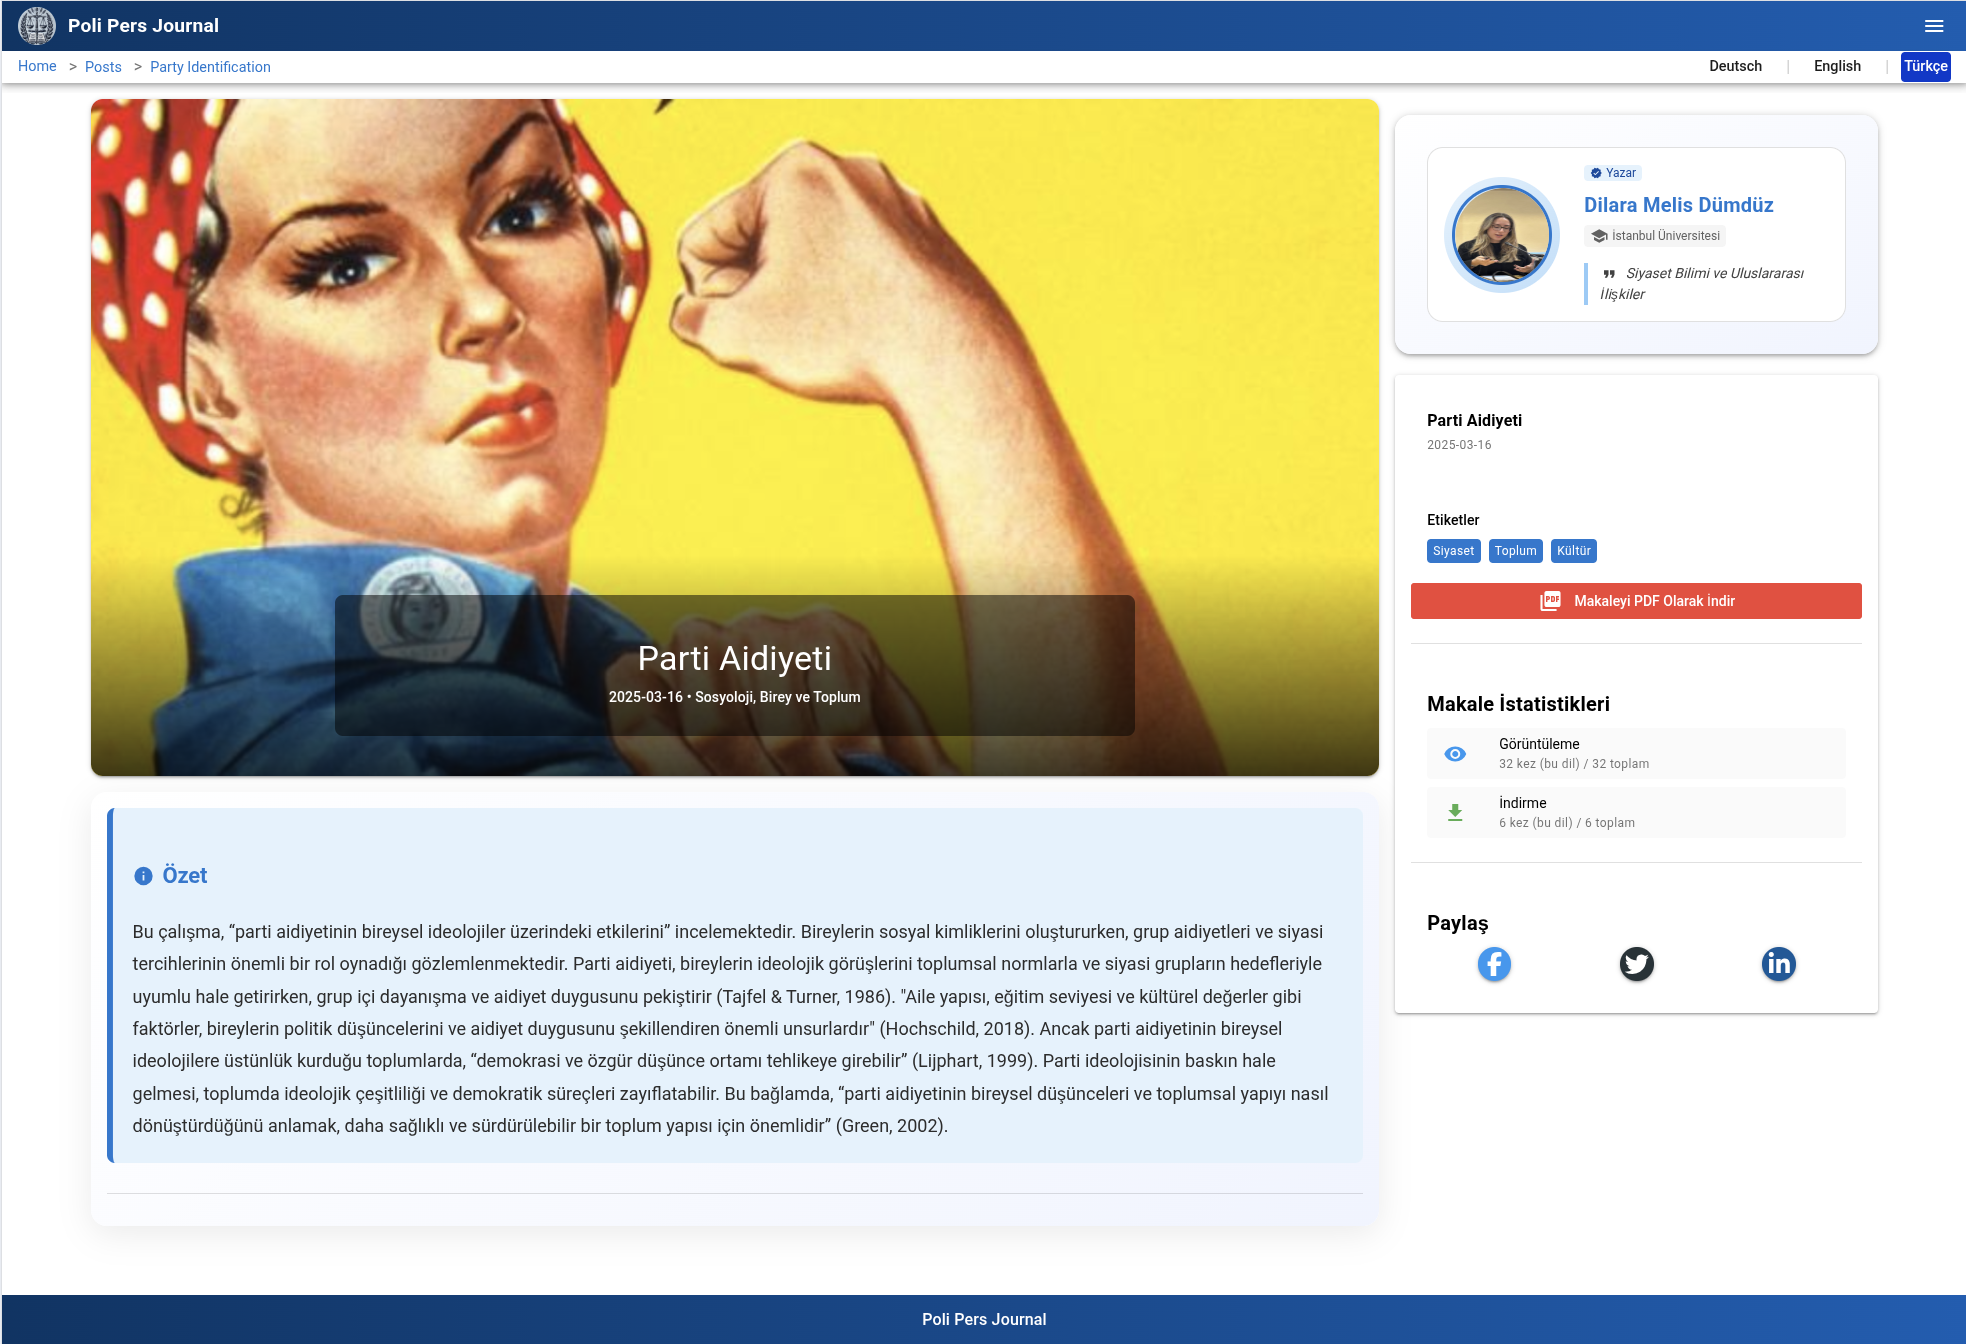 Poli Pers Journal
Home > Posts > Party Identification
Deutsch | English | Türkçe
Parti Aidiyeti
2025-03-16 • Sosyoloji, Birey ve Toplum
Özet
Bu çalışma, “parti aidiyetinin bireysel ideolojiler üzerindeki etkilerini” incelemektedir. Bireylerin sosyal kimliklerini oluştururken, grup aidiyetleri ve siyasi
tercihlerinin önemli bir rol oynadığı gözlemlenmektedir. Parti aidiyeti, bireylerin ideolojik görüşlerini toplumsal normlarla ve siyasi grupların hedefleriyle
uyumlu hale getirirken, grup içi dayanışma ve aidiyet duygusunu pekiştirir (Tajfel & Turner, 1986). "Aile yapısı, eğitim seviyesi ve kültürel değerler gibi
faktörler, bireylerin politik düşüncelerini ve aidiyet duygusunu şekillendiren önemli unsurlardır" (Hochschild, 2018). Ancak parti aidiyetinin bireysel
ideolojilere üstünlük kurduğu toplumlarda, “demokrasi ve özgür düşünce ortamı tehlikeye girebilir” (Lijphart, 1999). Parti ideolojisinin baskın hale
gelmesi, toplumda ideolojik çeşitliliği ve demokratik süreçleri zayıflatabilir. Bu bağlamda, “parti aidiyetinin bireysel düşünceleri ve toplumsal yapıyı nasıl
dönüştürdüğünü anlamak, daha sağlıklı ve sürdürülebilir bir toplum yapısı için önemlidir” (Green, 2002).
Yazar
Dilara Melis Dümdüz
İstanbul Üniversitesi
Siyaset Bilimi ve Uluslararası
İlişkiler
Parti Aidiyeti
2025-03-16
Etiketler
Siyaset Toplum Kültür
PDF Makaleyi PDF Olarak İndir
Makale İstatistikleri
Görüntüleme
32 kez (bu dil) / 32 toplam
İndirme
6 kez (bu dil) / 6 toplam
Paylaş
Poli Pers Journal